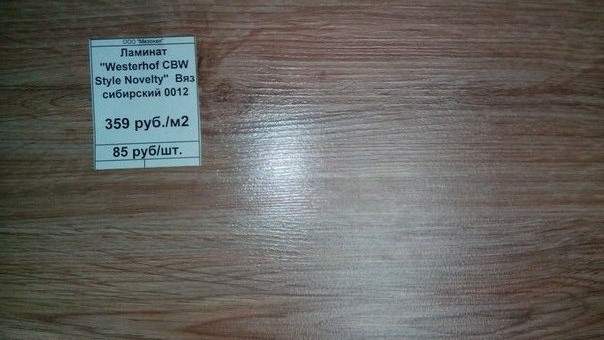 Ламинат
"Westerhof CBW
Style Novelty" Вяз
сибирский 0012
359 руб./м2
85 руб/шт.